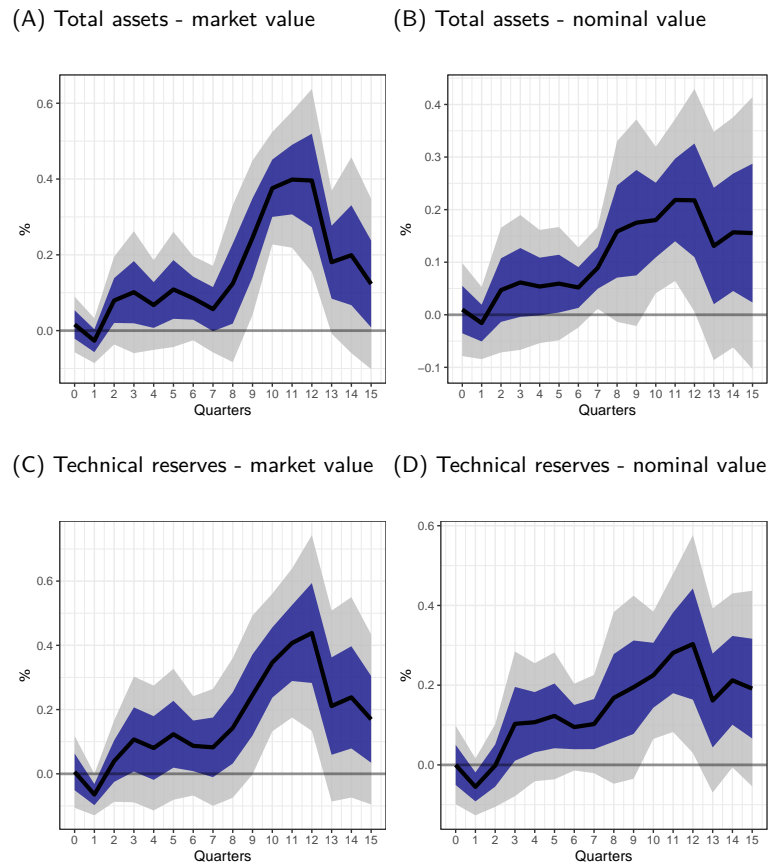 (A) Total assets - market value
(B) Total assets - nominal value
0.6
0.4
0.2
0.0
%
0 1 2 3 4 5 6 7 8 9 10 11 12 13 14 15
Quarters
0.4
0.3
0.2
0.1
0.0
−0.1
%
0 1 2 3 4 5 6 7 8 9 10 11 12 13 14 15
Quarters
(C) Technical reserves - market value
(D) Technical reserves - nominal value
0.6
0.4
0.2
0.0
%
0 1 2 3 4 5 6 7 8 9 10 11 12 13 14 15
Quarters
0.6
0.4
0.2
0.0
%
0 1 2 3 4 5 6 7 8 9 10 11 12 13 14 15
Quarters